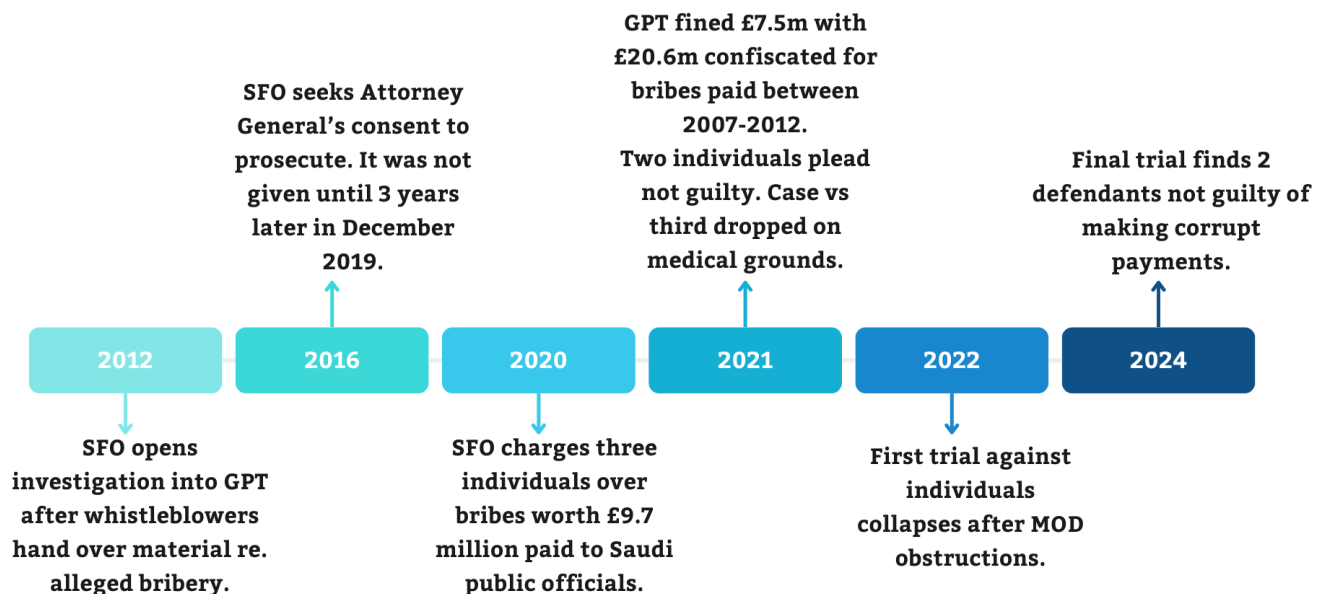 GPT fined £7.5m with
£20.6m confiscated for
bribes paid between
2007-2012.
Two individuals plead
not guilty. Case vs
third dropped on
medical grounds.
SFO seeks Attorney
General's consent to
prosecute. It was not
given until 3 years
later in December
2019.
Final trial finds 2
defendants not guilty of
making corrupt
payments.
2012
2016
2020
2021
2022
2024
SFO opens
investigation into GPT
after whistleblowers
hand over material re.
alleged bribery.
SFO charges three
individuals over
bribes worth £9.7
million paid to Saudi
public officials.
First trial against
individuals
collapses after MOD
obstructions.